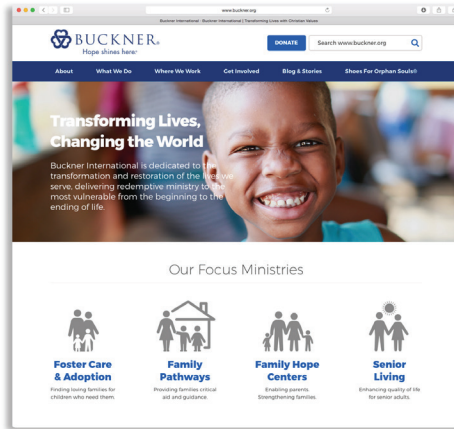 www.buckner.org
Buckner International : Buckner International | Transforming Lives with Christian Values
BUCKNER®
Hope shines here™
DONATE
Search www.buckner.org
About
What We Do
Where We Work
Get Involved
Blog & Stories
Shoes For Orphan Souls®
Transforming Lives,
Changing the World
Buckner International is dedicated to the
transformation and restoration of the lives we
serve, delivering redemptive ministry to the
most vulnerable from the beginning to the
ending of life.
Our Focus Ministries
Foster Care
& Adoption
Finding loving families for
children who need them.
Family
Pathways
Providing families critical
aid and guidance.
Family Hope
Centers
Enabling parents.
Strengthening families.
Senior
Living
Enhancing quality of life
for senior adults.